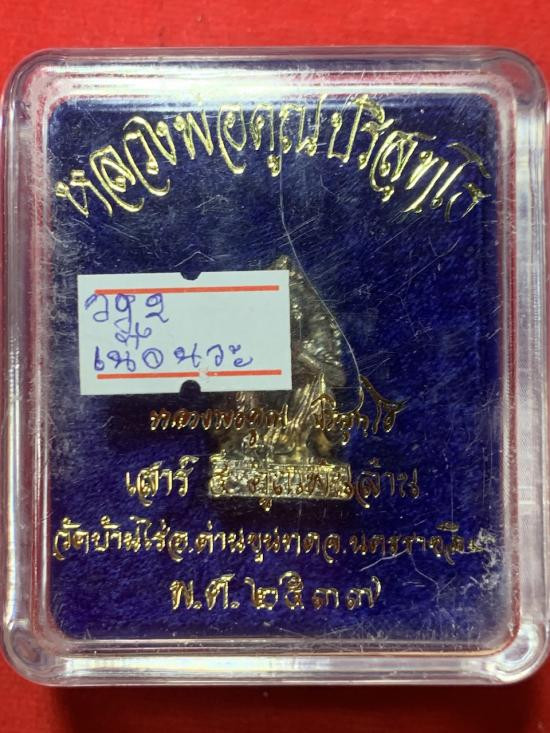 หลวงพ่อคูณปริสุทโธ
วฐ ๑
เนื้อ นวะ
หลวงพ่อคูณ ปริสุทโธ
เสาร์ ๕ คูณพันล้าน
วัดบ้านไร่อ.ด่านขุนทดจ.นครราชสีมา
พ.ศ.๒๕๓๗